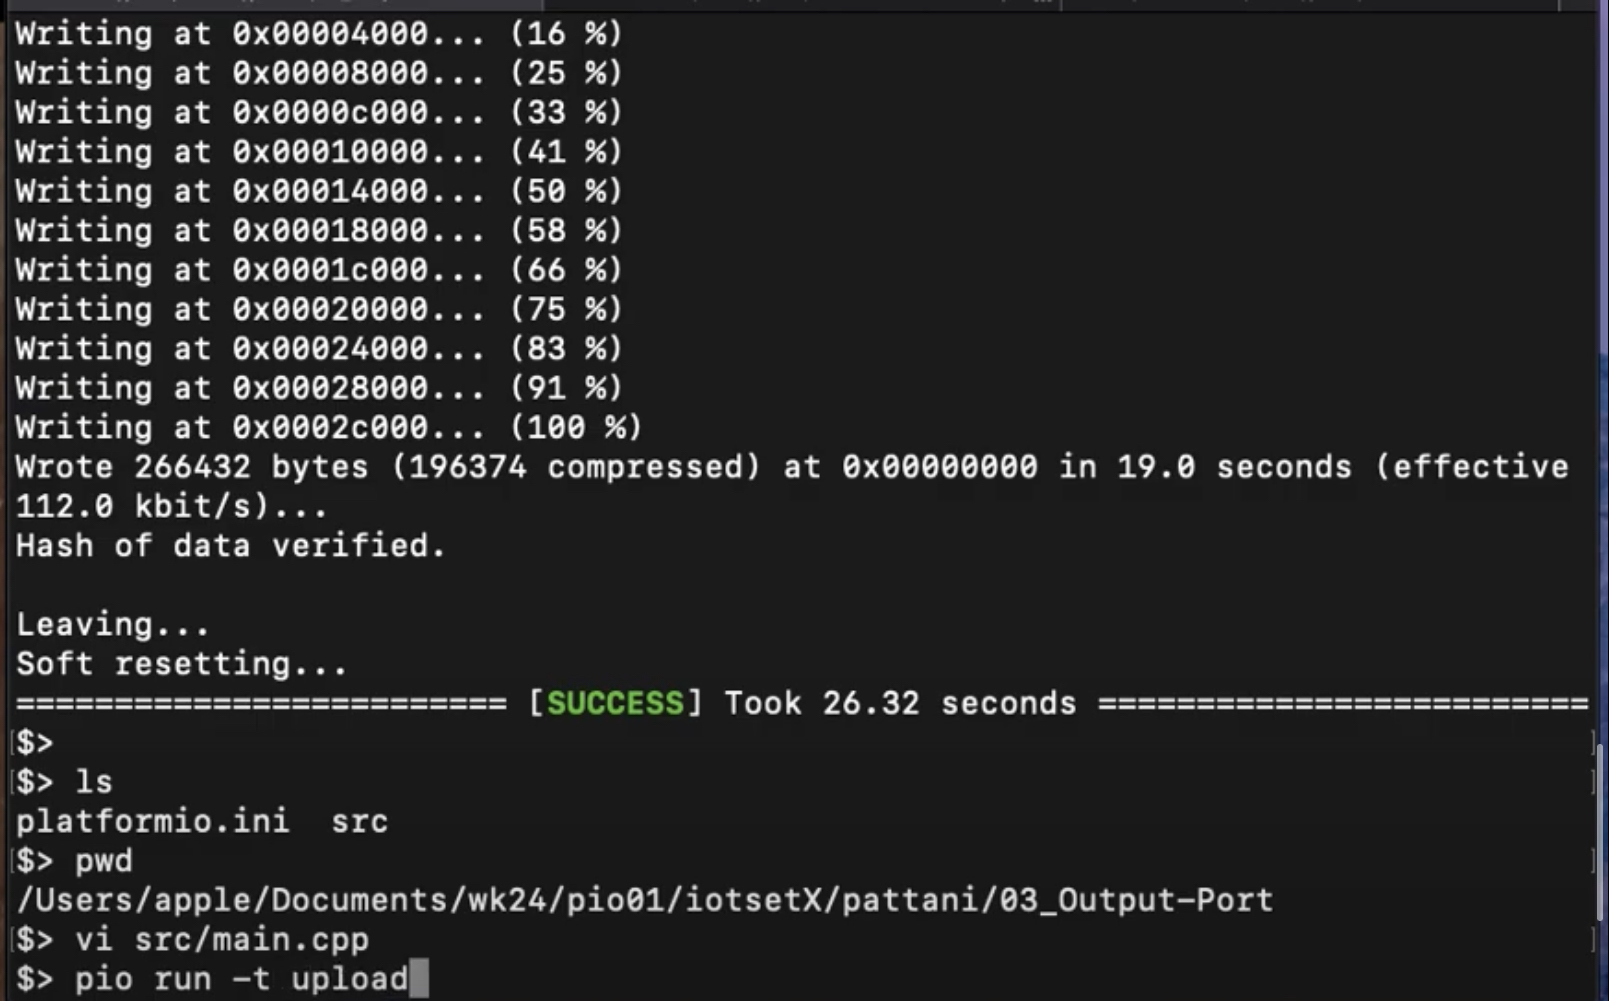 Writing at 0x00004000... (16 %)
Writing at 0x00008000... (25 %)
Writing at 0x0000c000... (33 %)
Writing at 0x00010000... (41 %)
Writing at 0x00014000... (50 %)
Writing at 0x00018000... (58 %)
Writing at 0x0001c000... (66 %)
Writing at 0x00020000... (75 %)
Writing at 0x00024000... (83 %)
Writing at 0x00028000... (91 %)
Writing at 0x0002c000... (100 %)
Wrote 266432 bytes (196374 compressed) at 0x00000000 in 19.0 seconds (effective
112.0 kbit/s)...
Hash of data verified.
Leaving...
Soft resetting...
========================= [SUCCESS] Took 26.32 seconds =========================
[$> ]
[$> ls ]
platformio.ini  src
[$> pwd ]
/Users/apple/Documents/wk24/pio01/iotsetX/pattani/03_Output-Port
[$> vi src/main.cpp ]
$> pio run -t upload